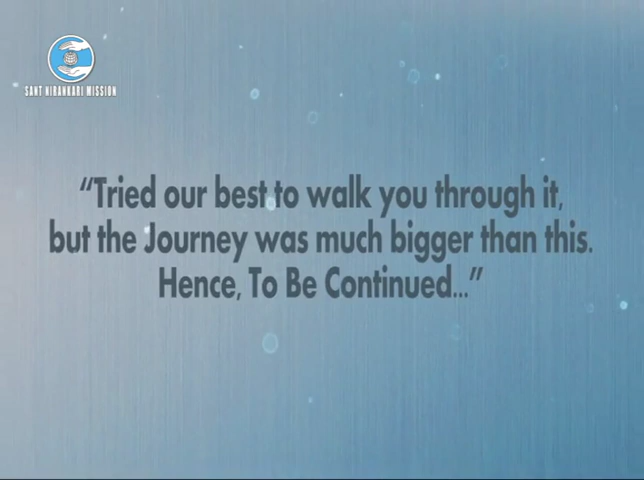 SANT NIRANKARI MISSION
“Tried our best to walk you through it,
but the Journey was much bigger than this.
Hence, To Be Continued...”